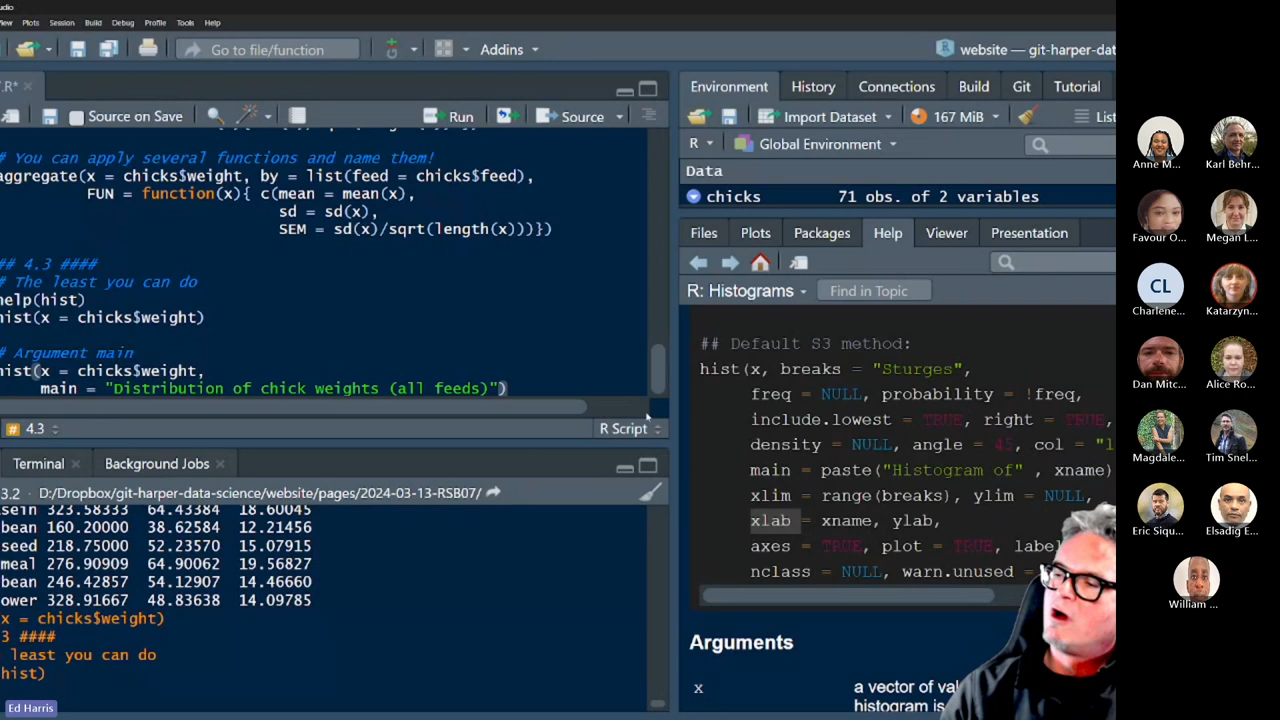 udio
View Plots Session Build Debug Profile Tools Help
Go to file/function
Addins
website — git-harper-dat
.R*
Source on Save
Run
Source
# You can apply several functions and name them!
aggregate(x = chicks$weight, by = list(feed = chicks$feed),
FUN = function(x){ c(mean = mean(x),
sd = sd(x),
SEM = sd(x)/sqrt(length(x)))})
## 4.3 ####
# The least you can do
help(hist)
hist(x = chicks$weight)
# Argument main
hist(x = chicks$weight,
main = "Distribution of chick weights (all feeds)")
# 4.3
R Script
Terminal
Background Jobs
3.2 D:/Dropbox/git-harper-data-science/website/pages/2024-03-13-RSB07/
sein 323.58333 64.43384 18.60045
bean 160.20000 38.62584 12.21456
seed 218.75000 52.23570 15.07915
meal 276.90909 64.90062 19.56827
bean 246.42857 54.12907 14.46660
ower 328.91667 48.83638 14.09785
x = chicks$weight)
3 ####
least you can do
hist)
Ed Harris
Environment
History
Connections
Build
Git
Tutorial
Import Dataset
167 MiB
List
R
Global Environment
Data
chicks 71 obs. of 2 variables
Files
Plots
Packages
Help
Viewer
Presentation
R: Histograms
Find in Topic
## Default S3 method:
hist(x, breaks = "Sturges",
freq = NULL, probability = !freq,
include.lowest = TRUE, right = TRUE,
density = NULL, angle = 45, col = "l
main = paste("Histogram of" , xname)
xlim = range(breaks), ylim = NULL,
xlab = xname, ylab,
axes = TRUE, plot = TRUE, label
nclass = NULL, warn.unused =
Arguments
x
a vector of val
histogram is
Anne M...
Karl Behr...
Favour O...
Megan L...
CL
Charlene...
Katarzyn...
Dan Mitc...
Alice Ro...
Magdale...
Tim Snel...
Eric Siqu...
Elsadig E...
William ...